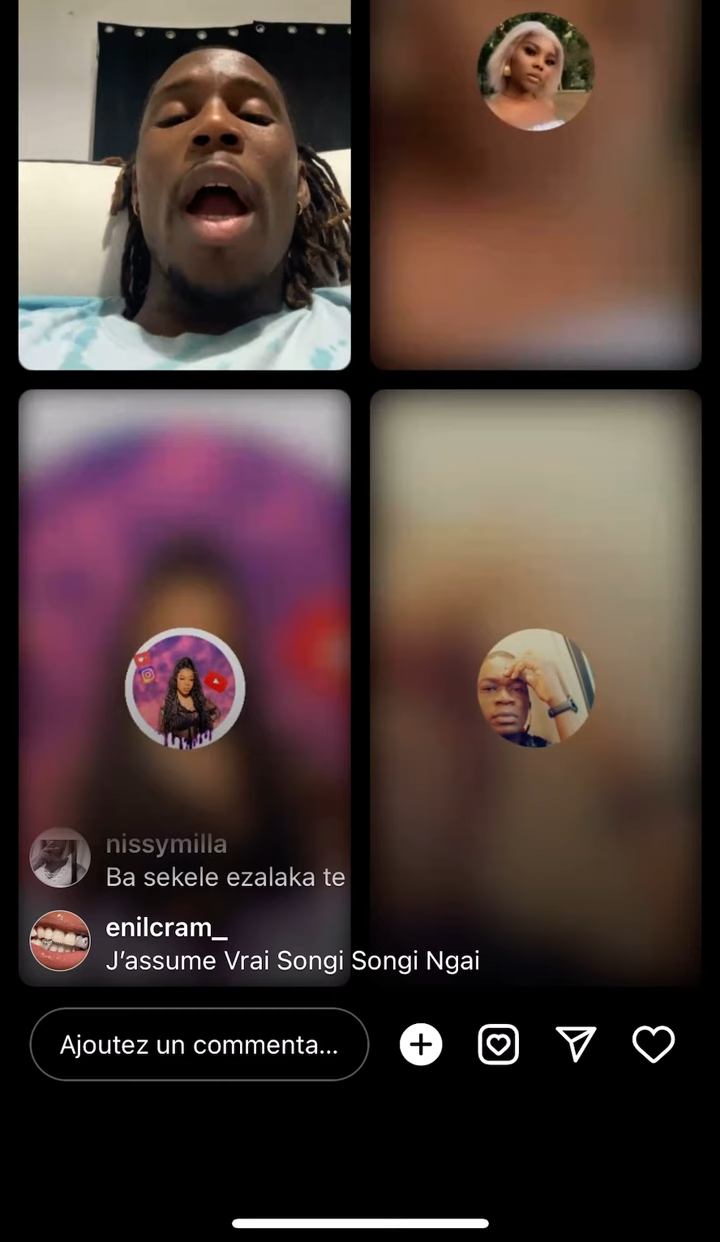 nissymilla
Ba sekele ezalaka te
enilcram_
J’assume Vrai Songi Songi Ngai
Ajoutez un commenta...